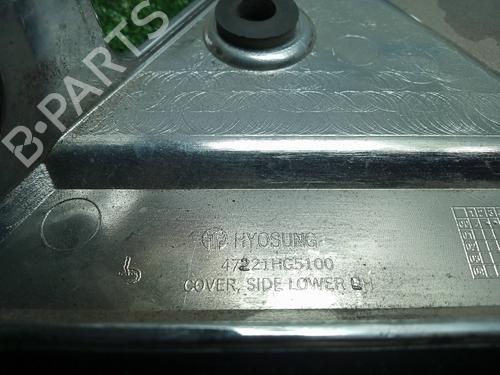 B-PARTS
HYOSUNG
47221HG5100
COVER, SIDE LOWER